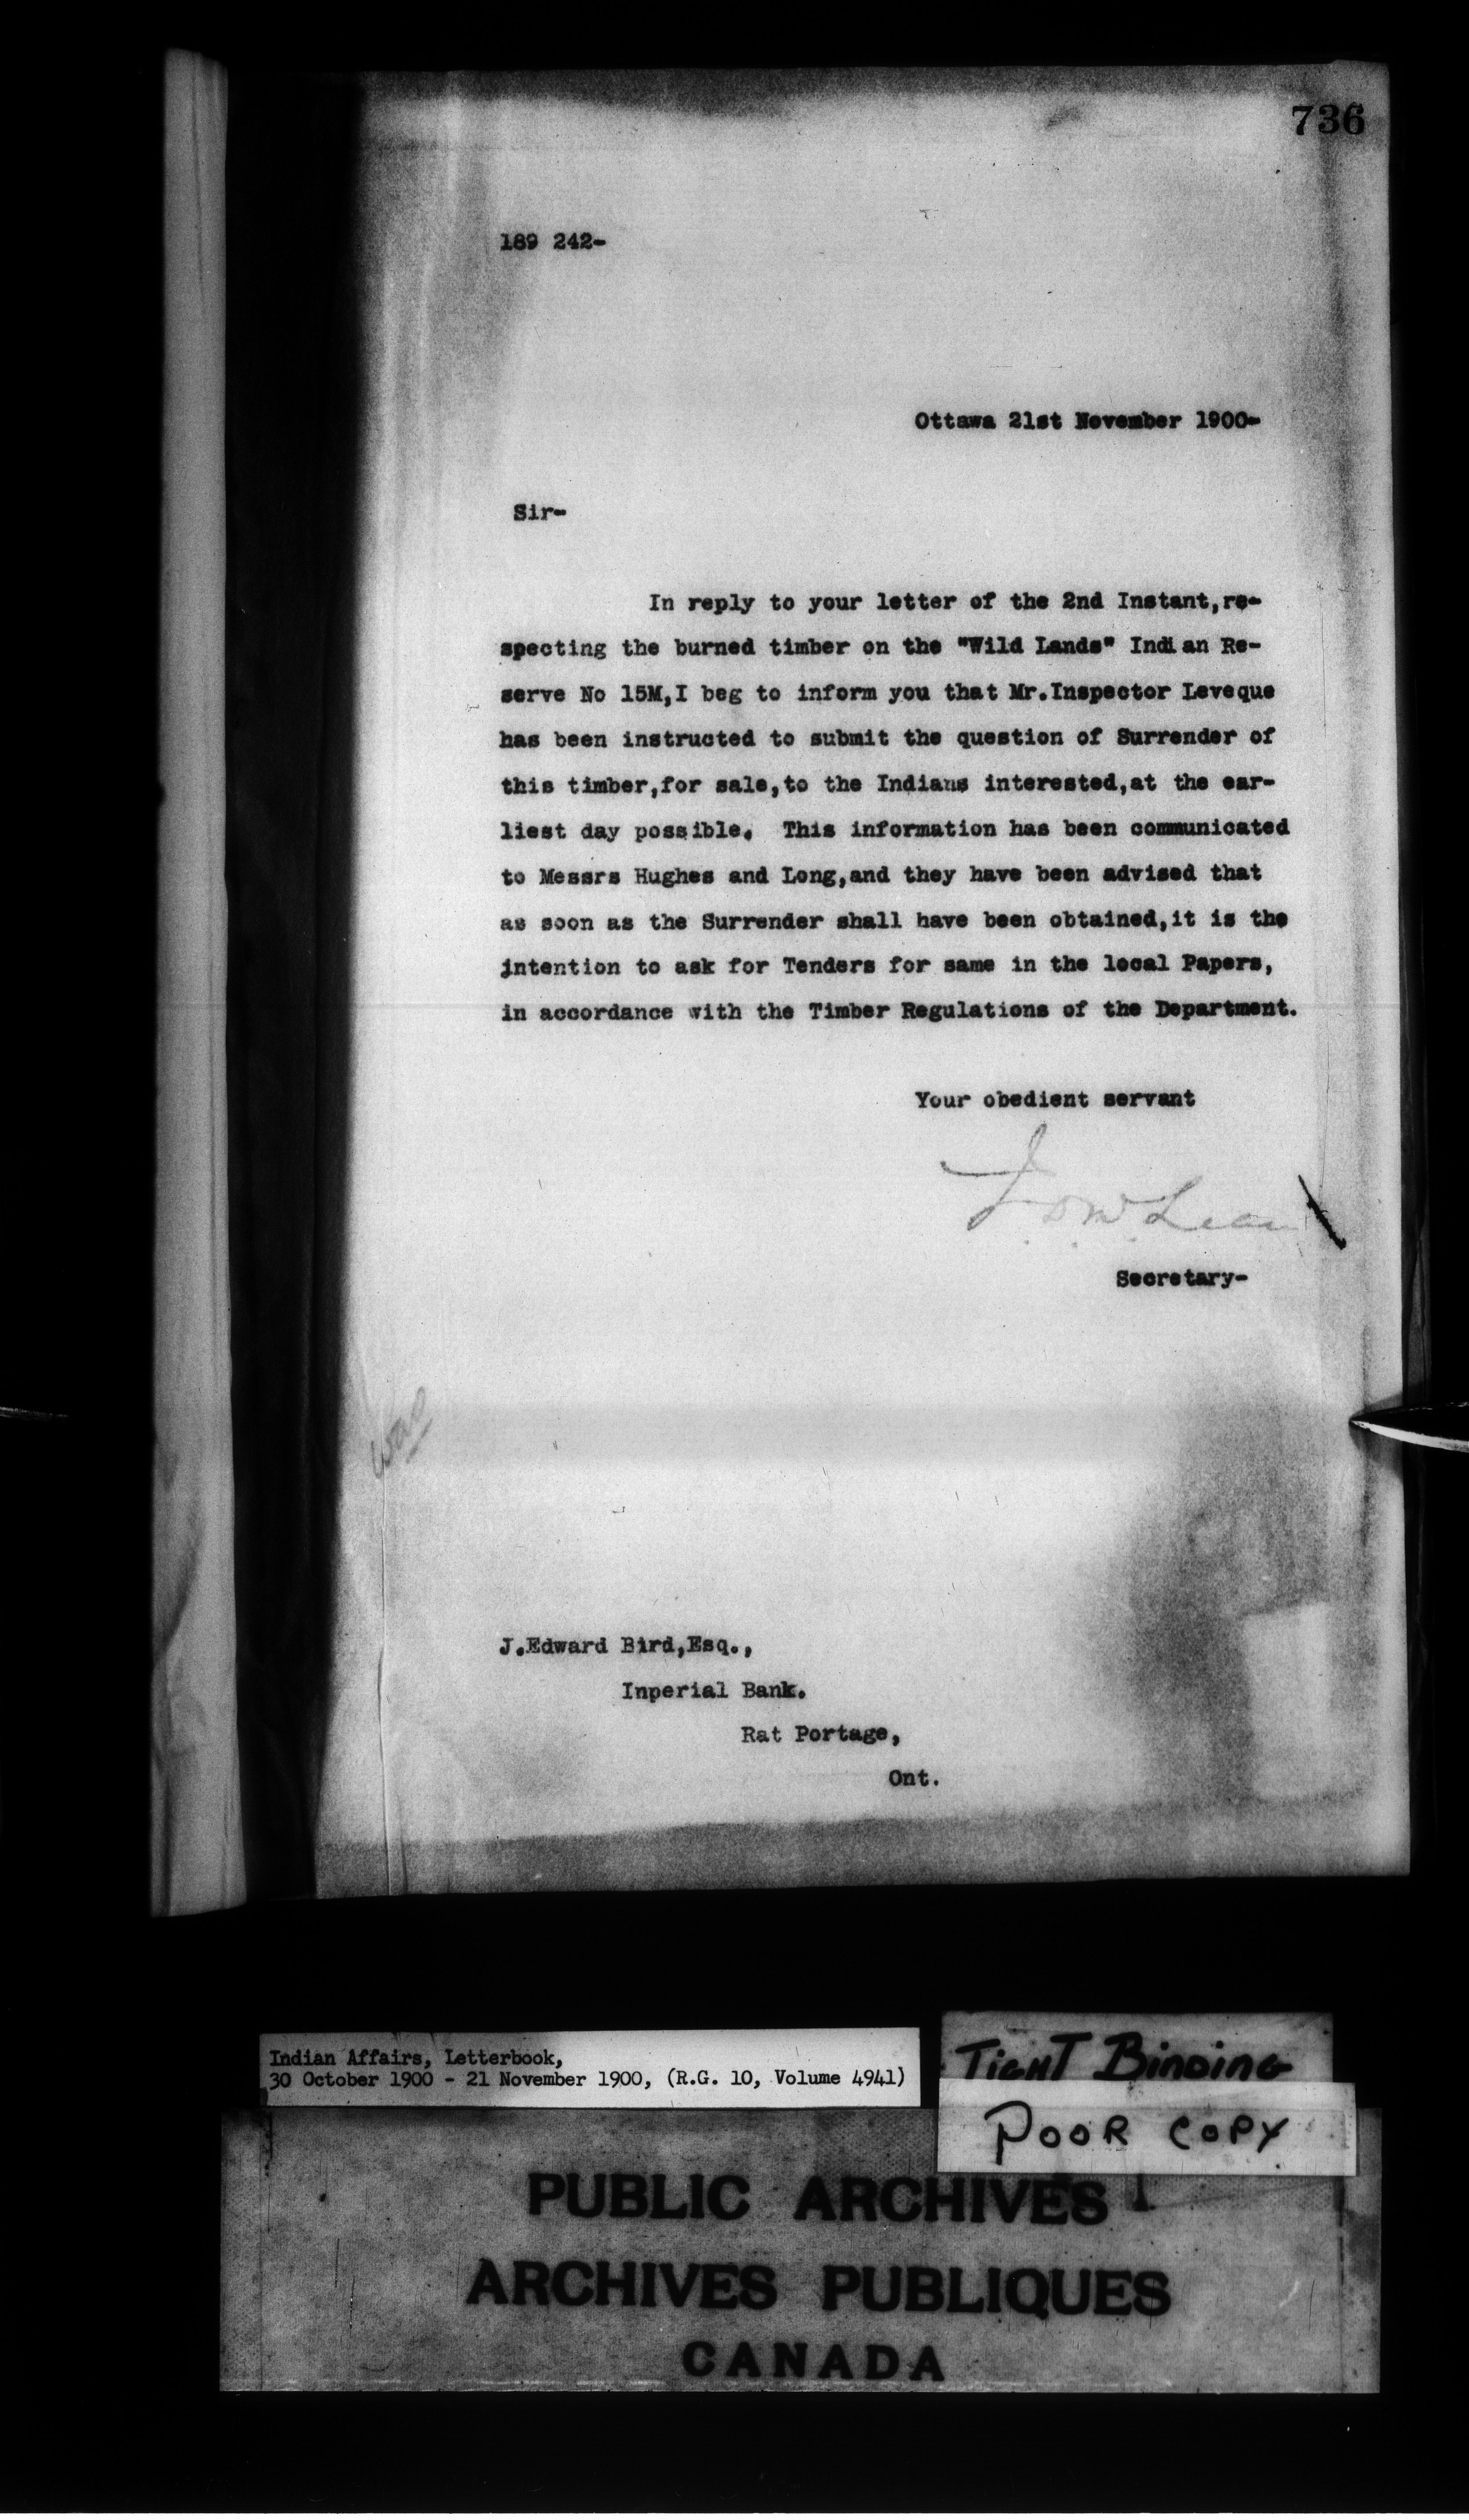 736
189 242-
Ottawa 21st November 1900-
Sir-
In reply to your letter of the 2nd Instant,re-
specting the burned timber on the "Wild Lands" Indian Re-
serve No 15M,I beg to inform you that Mr.Inspector Leveque
has been instructed to submit the question of Surrender of
this timber,for sale,to the Indians interested,at the ear-
liest day possible. This information has been communicated
to Messrs Hughes and Long,and they have been advised that
as soon as the Surrender shall have been obtained,it is the
intention to ask for Tenders for same in the local Papers,
in accordance with the Timber Regulations of the Department.
Your obedient servant
J.D. McLean
Secretary-
J.Edward Bird,Esq.,
Inperial Bank.
Rat Portage,
Ont.
Indian Affairs, Letterbook,
30 October 1900 - 21 November 1900, (R.G. 10, Volume 4941)
TIGHT BINDING
POOR COPY
PUBLIC ARCHIVES
ARCHIVES PUBLIQUES
CANADA